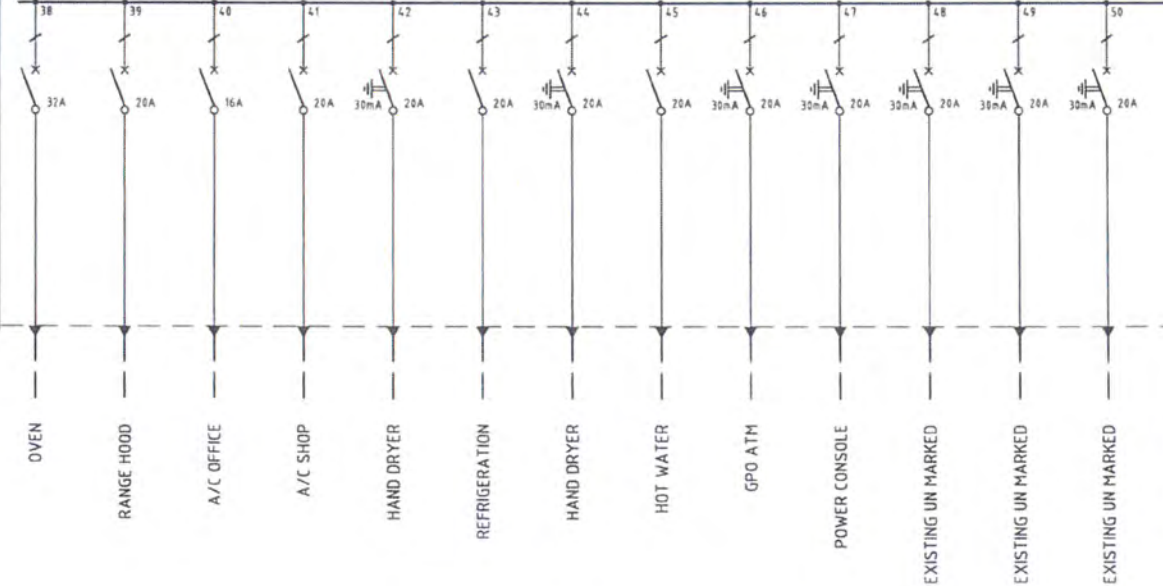 38 39 40 41 42 43 44 45 46 47 48 49 50
32A 20A 16A 20A 30mA 20A 20A 30mA 20A 20A 30mA 20A 30mA 20A 30mA 20A 30mA 20A 30mA 20A
OVEN
RANGE HOOD
A/C OFFICE
A/C SHOP
HAND DRYER
REFRIGERATION
HAND DRYER
HOT WATER
GPO ATM
POWER CONSOLE
EXISTING UN MARKED
EXISTING UN MARKED
EXISTING UN MARKED